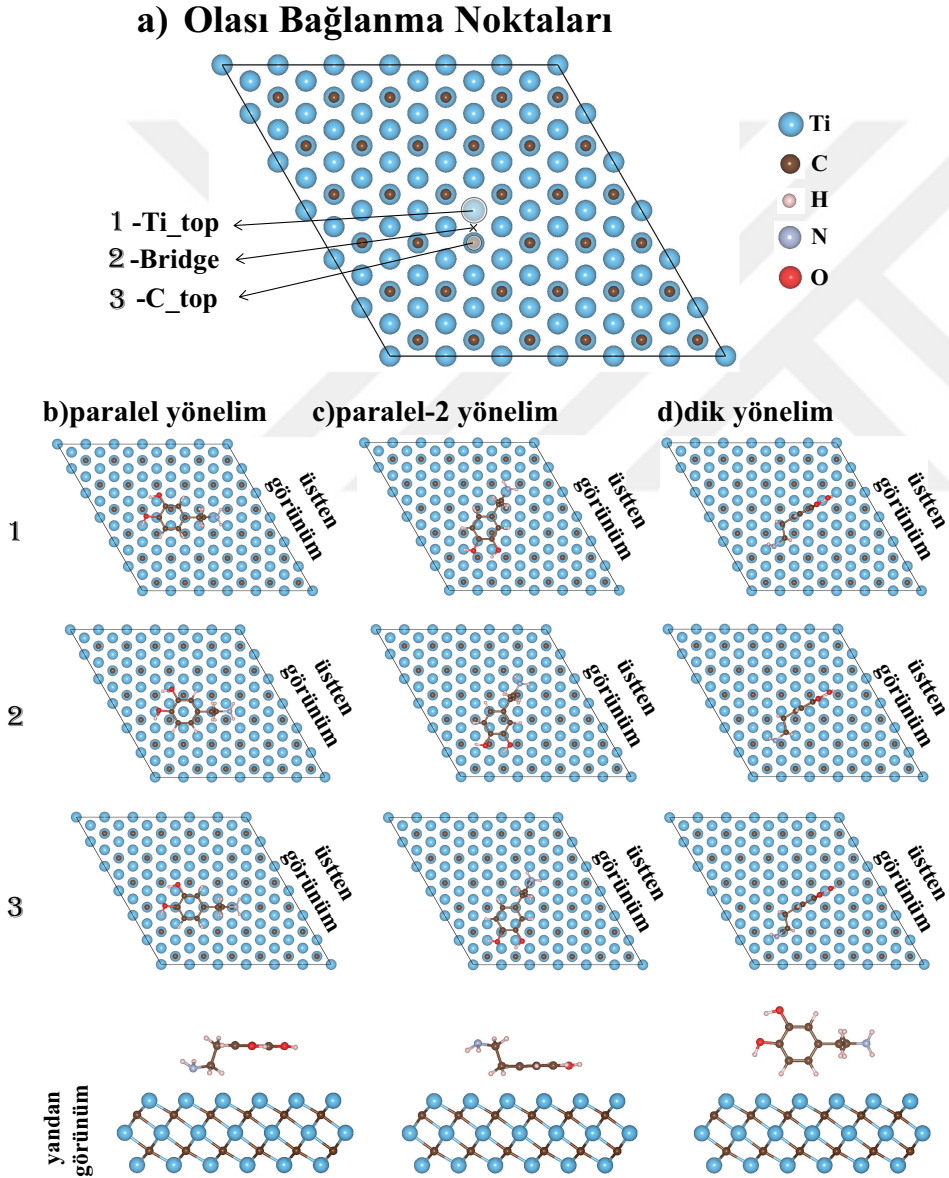 a) Olası Bağlanma Noktaları
Ti
C
H
N
O
1 -Ti_top
2 -Bridge
3 -C_top
b)paralel yönelim
c)paralel-2 yönelim
d)dik yönelim
1
üstten
görünüm
üstten
görünüm
üstten
görünüm
2
üstten
görünüm
üstten
görünüm
üstten
görünüm
3
üstten
görünüm
üstten
görünüm
üstten
görünüm
yandan
görünüm